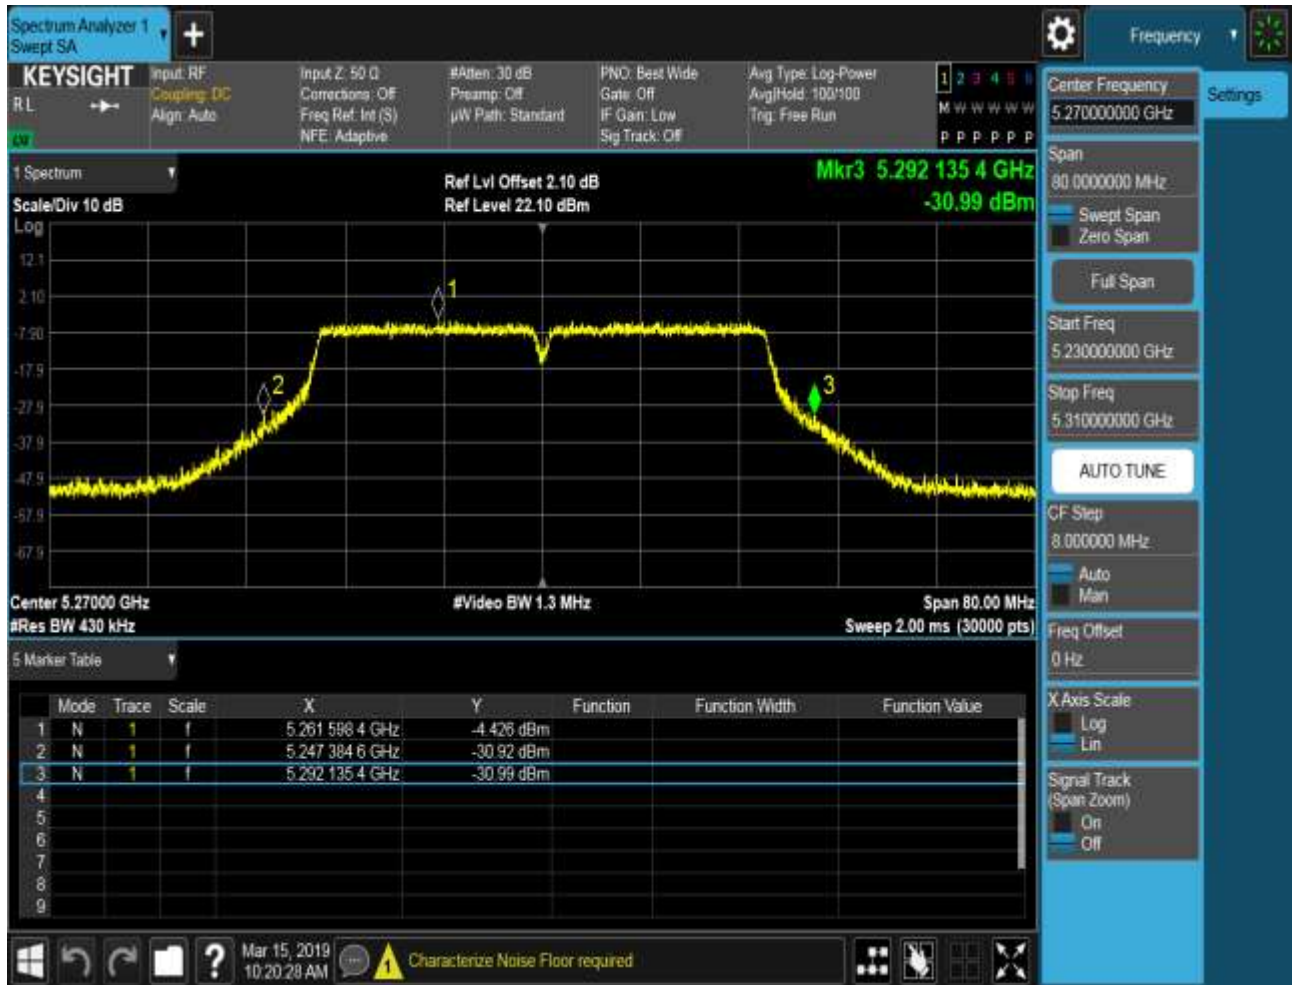 Spectrum Analyzer 1
Swept SA
+
Frequency
KEYSIGHT
RL
Input: RF
Coupling: DC
Align: Auto
Input Z: 50 Ω
Corrections: Off
Freq Ref: Int (S)
NFE: Adaptive
#Atten: 30 dB
Preamp: Off
µW Path: Standard
PNO: Best Wide
Gate: Off
IF Gain: Low
Sig Track: Off
Avg Type: Log-Power
Avg|Hold: 100/100
Trig: Free Run
1 2 3 4 5 6
M W W W W W
P P P P P P
1 Spectrum
Scale/Div 10 dB
Ref Lvl Offset 2.10 dB
Ref Level 22.10 dBm
Mkr3 5.292 135 4 GHz
-30.99 dBm
Log
12.1
2.10
-7.90
-17.9
-27.9
-37.9
-47.9
-57.9
-67.9
1
2
3
Center 5.27000 GHz
#Res BW 430 kHz
#Video BW 1.3 MHz
Span 80.00 MHz
Sweep 2.00 ms (30000 pts)
5 Marker Table
Mode Trace Scale X Y Function Function Width Function Value
1 N 1 f 5.261 598 4 GHz -4.426 dBm
2 N 1 f 5.247 384 6 GHz -30.92 dBm
3 N 1 f 5.292 135 4 GHz -30.99 dBm
4
5
6
7
8
9
?
Mar 15, 2019
10:20:28 AM
1
Characterize Noise Floor required
Center Frequency
5.270000000 GHz
Settings
Span
80.0000000 MHz
Swept Span
Zero Span
Full Span
Start Freq
5.230000000 GHz
Stop Freq
5.310000000 GHz
AUTO TUNE
CF Step
8.000000 MHz
Auto
Man
Freq Offset
0 Hz
X Axis Scale
Log
Lin
Signal Track
(Span Zoom)
On
Off